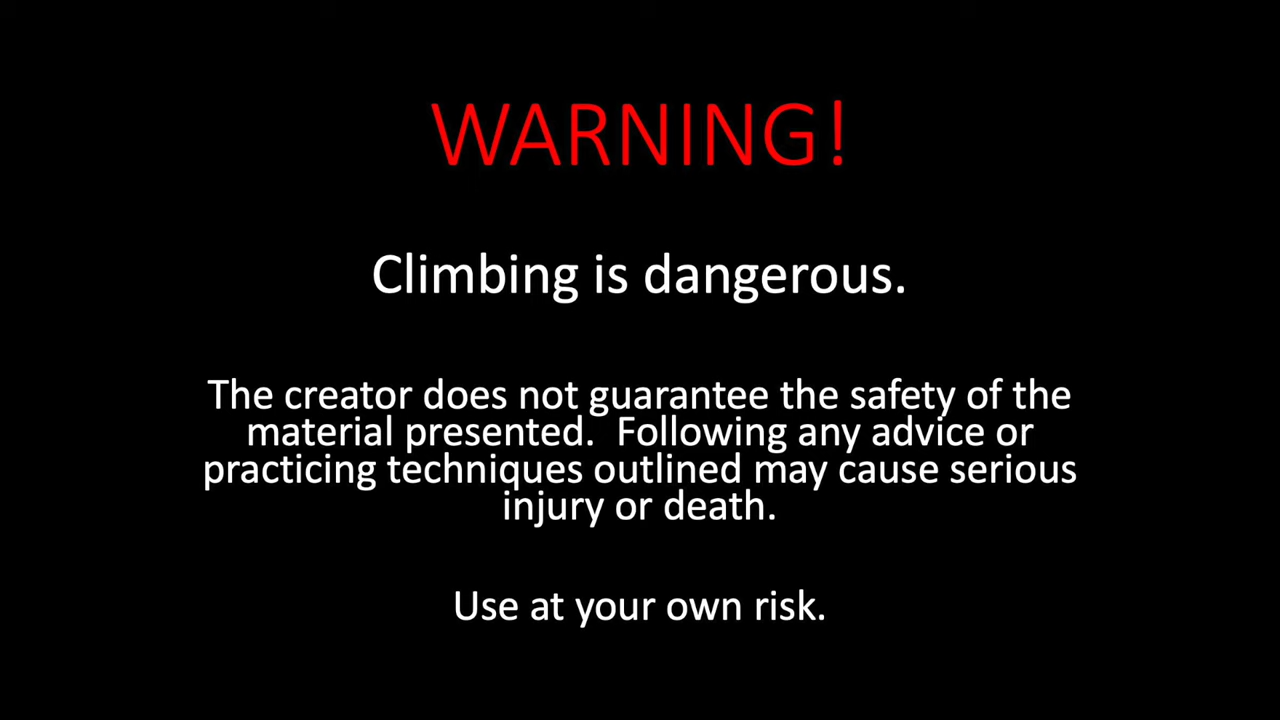 WARNING!
Climbing is dangerous.
The creator does not guarantee the safety of the
material presented.  Following any advice or
practicing techniques outlined may cause serious
injury or death.
Use at your own risk.